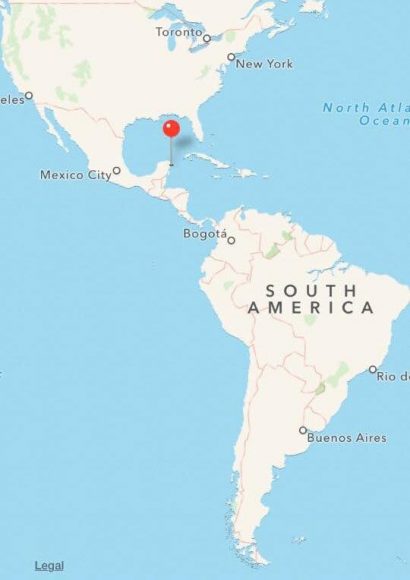 Toronto
New York
eles
North Atla
Ocean
Mexico City
Bogotá
SOUTH
AMERICA
Rio de
Buenos Aires
Legal